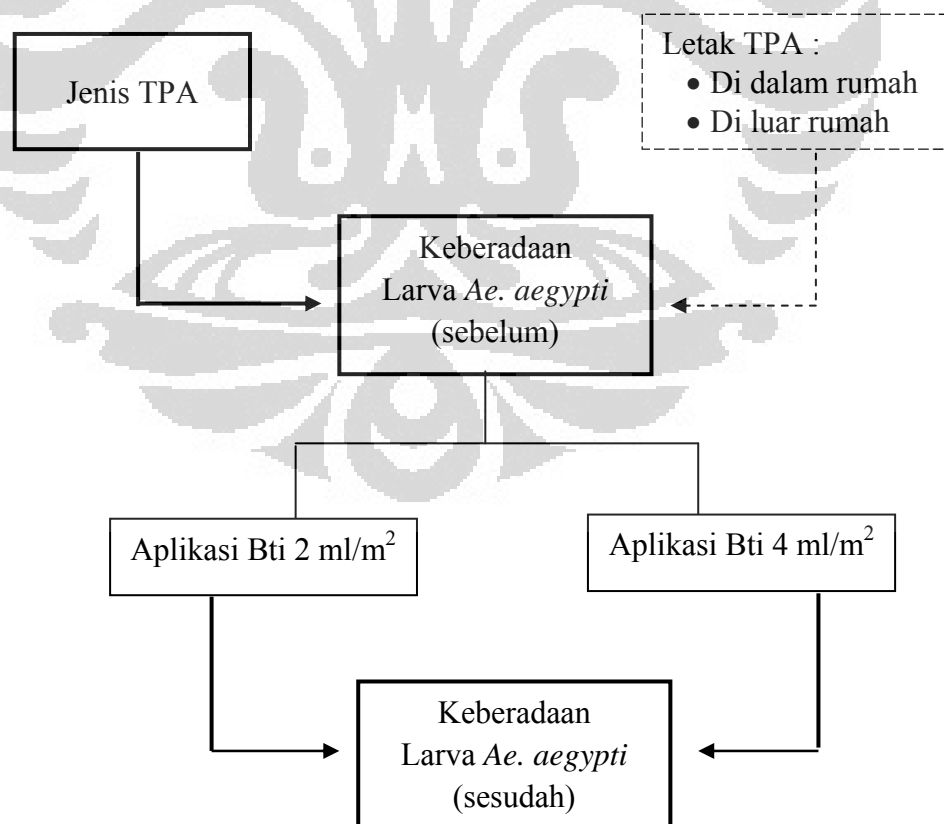 Jenis TPA
Letak TPA :
• Di dalam rumah
• Di luar rumah
Keberadaan
Larva Ae. aegypti
(sebelum)
Aplikasi Bti 2 ml/m²
Aplikasi Bti 4 ml/m²
Keberadaan
Larva Ae. aegypti
(sesudah)